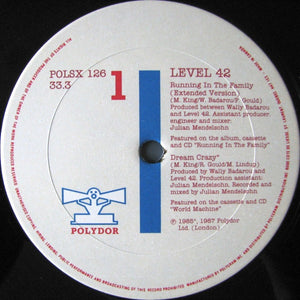 POLSX 126
33.3
1
LEVEL 42
Running In The Family
(Extended Version)
(M. King/W. Badarou/P. Gould)
Produced between Wally Badarou
and Level 42. Assistant producer
engineer and mixer:
Julian Mendelsohn
Featured on the album, cassette
and CD "Running In The Family"
Dream Crazy"
(M. King/R. Gould/M. Lindup)
Produced by Wally Badarou and
Level 42. Production assistant:
Julian Mendelsohn. Recorded and
mixed by Julian Mendelsohn
Featured on the cassette and
CD "World Machine"
℗ 1985", 1987 Polydor
Ltd. (London)
POLYDOR